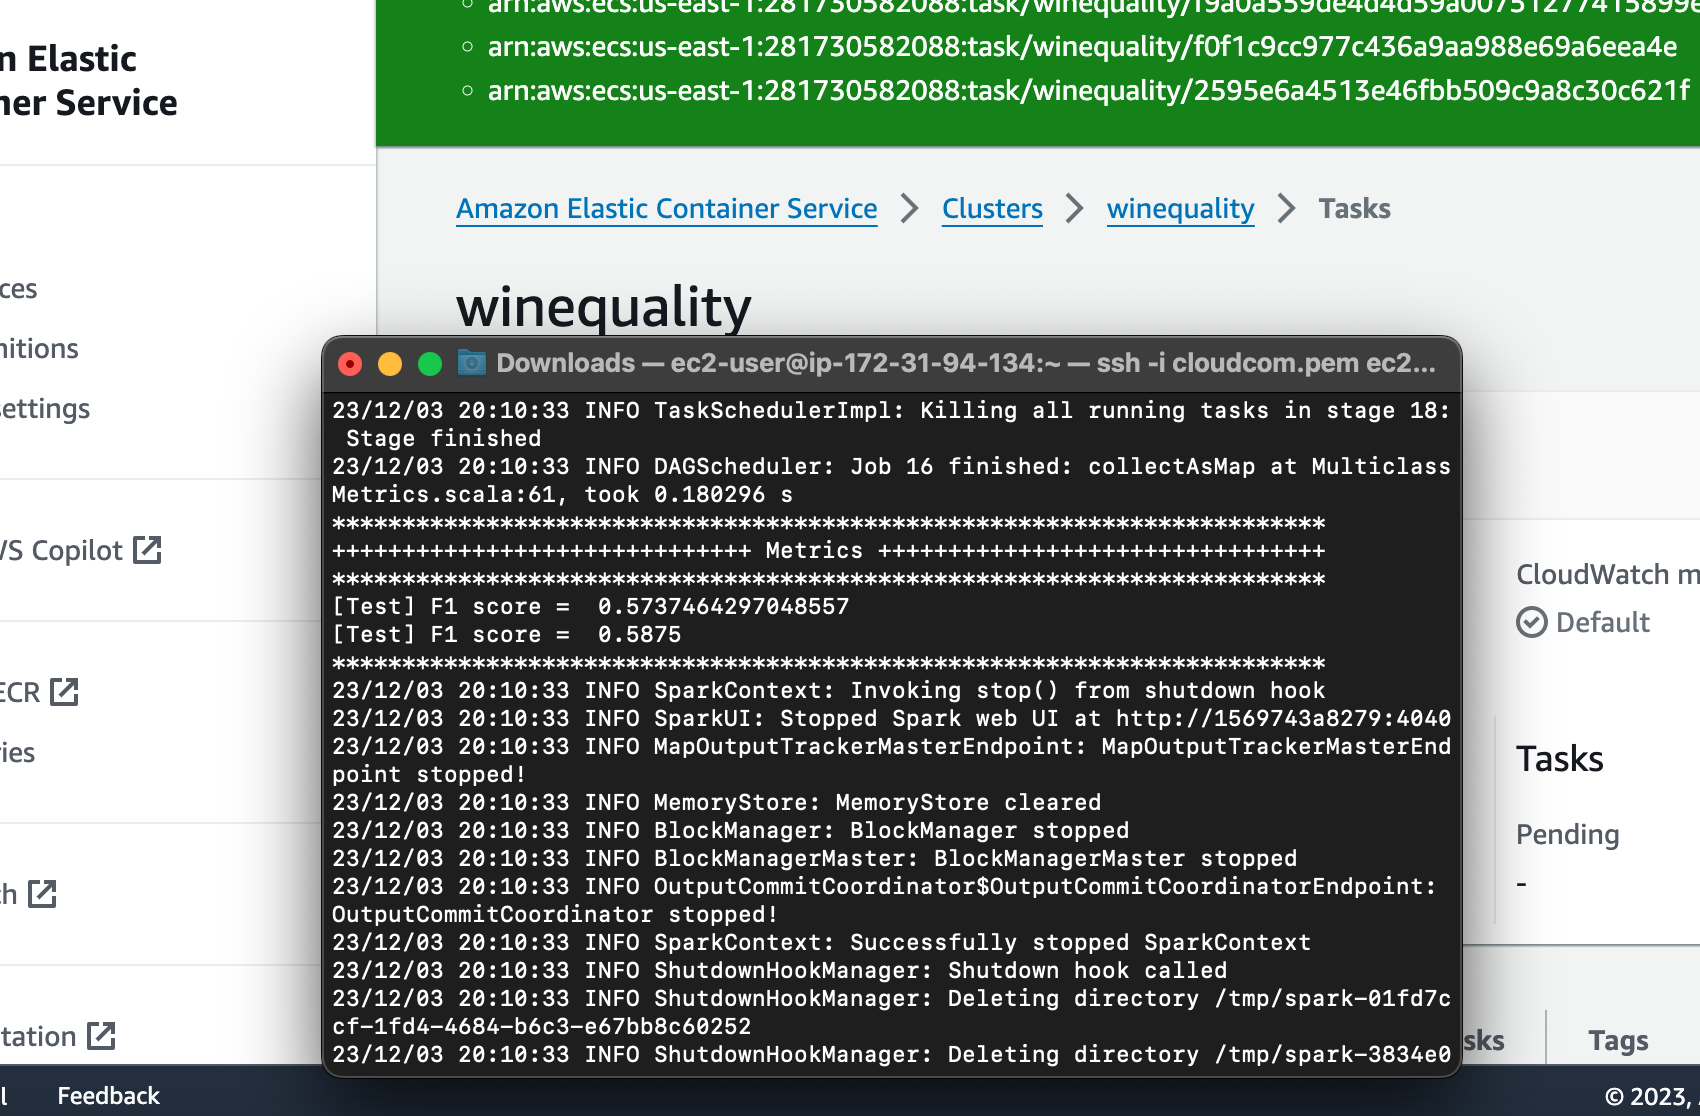 arn:aws:ecs:us-east-1:281730582088:task/winequality/f9a0a559de4d4d59a00751277415899e
arn:aws:ecs:us-east-1:281730582088:task/winequality/f0f1c9cc977c436a9aa988e69a6eea4e
arn:aws:ecs:us-east-1:281730582088:task/winequality/2595e6a4513e46fbb509c9a8c30c621f
n Elastic
ner Service
Amazon Elastic Container Service > Clusters > winequality > Tasks
winequality
ces
nitions
settings
WS Copilot
ECR
ries
ch
tation
Downloads — ec2-user@ip-172-31-94-134:~ — ssh -i cloudcom.pem ec2...
23/12/03 20:10:33 INFO TaskSchedulerImpl: Killing all running tasks in stage 18:
Stage finished
23/12/03 20:10:33 INFO DAGScheduler: Job 16 finished: collectAsMap at Multiclass
Metrics.scala:61, took 0.180296 s
***********************************************************************
++++++++++++++++++++++++++++++ Metrics ++++++++++++++++++++++++++++++++
***********************************************************************
[Test] F1 score =  0.5737464297048557
[Test] F1 score =  0.5875
***********************************************************************
23/12/03 20:10:33 INFO SparkContext: Invoking stop() from shutdown hook
23/12/03 20:10:33 INFO SparkUI: Stopped Spark web UI at http://1569743a8279:4040
23/12/03 20:10:33 INFO MapOutputTrackerMasterEndpoint: MapOutputTrackerMasterEnd
point stopped!
23/12/03 20:10:33 INFO MemoryStore: MemoryStore cleared
23/12/03 20:10:33 INFO BlockManager: BlockManager stopped
23/12/03 20:10:33 INFO BlockManagerMaster: BlockManagerMaster stopped
23/12/03 20:10:33 INFO OutputCommitCoordinator$OutputCommitCoordinatorEndpoint:
OutputCommitCoordinator stopped!
23/12/03 20:10:33 INFO SparkContext: Successfully stopped SparkContext
23/12/03 20:10:33 INFO ShutdownHookManager: Shutdown hook called
23/12/03 20:10:33 INFO ShutdownHookManager: Deleting directory /tmp/spark-01fd7c
cf-1fd4-4684-b6c3-e67bb8c60252
23/12/03 20:10:33 INFO ShutdownHookManager: Deleting directory /tmp/spark-3834e0
CloudWatch m
Default
Tasks
Pending
-
sks
Tags
l
Feedback
© 2023,